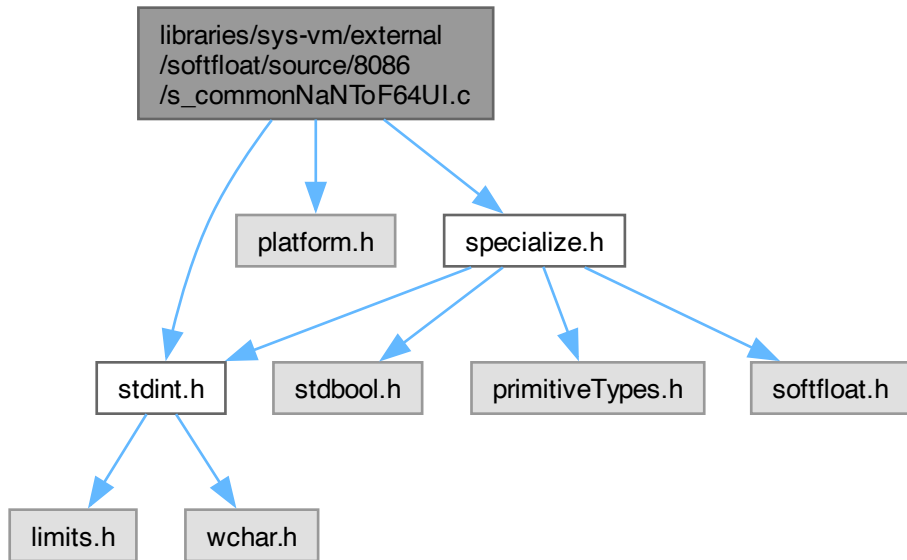 libraries/sys-vm/external
/softfloat/source/8086
/s_commonNaNToF64UI.c
platform.h
specialize.h
stdint.h
stdbool.h
primitiveTypes.h
softfloat.h
limits.h
wchar.h